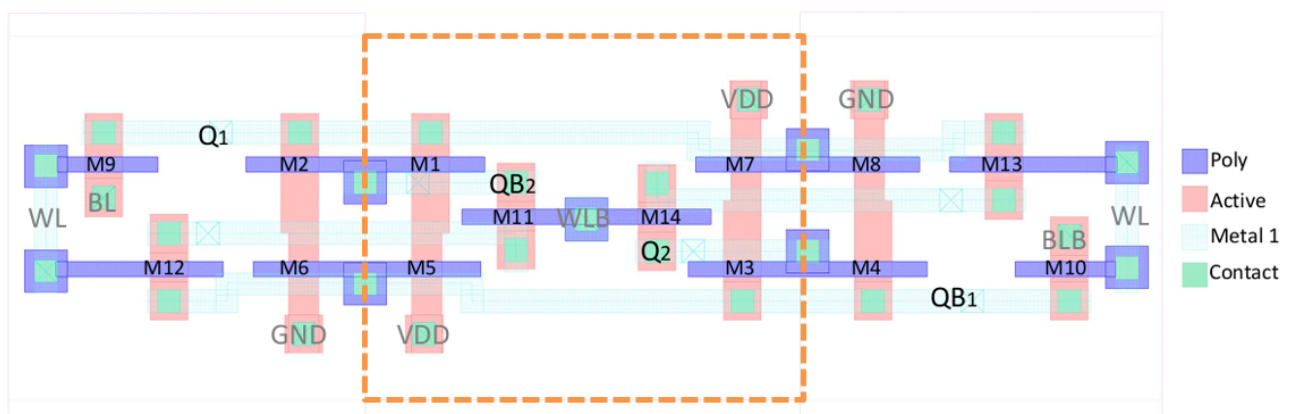 VDD GND
Q1
M9 M2 M1 M7 M8 M13
Poly
BL QB2
Active
WL M11 WLB M14 WL
Metal 1
BLB
Q2
M12 M6 M5 M3 M4 M10
Contact
QB1
GND VDD